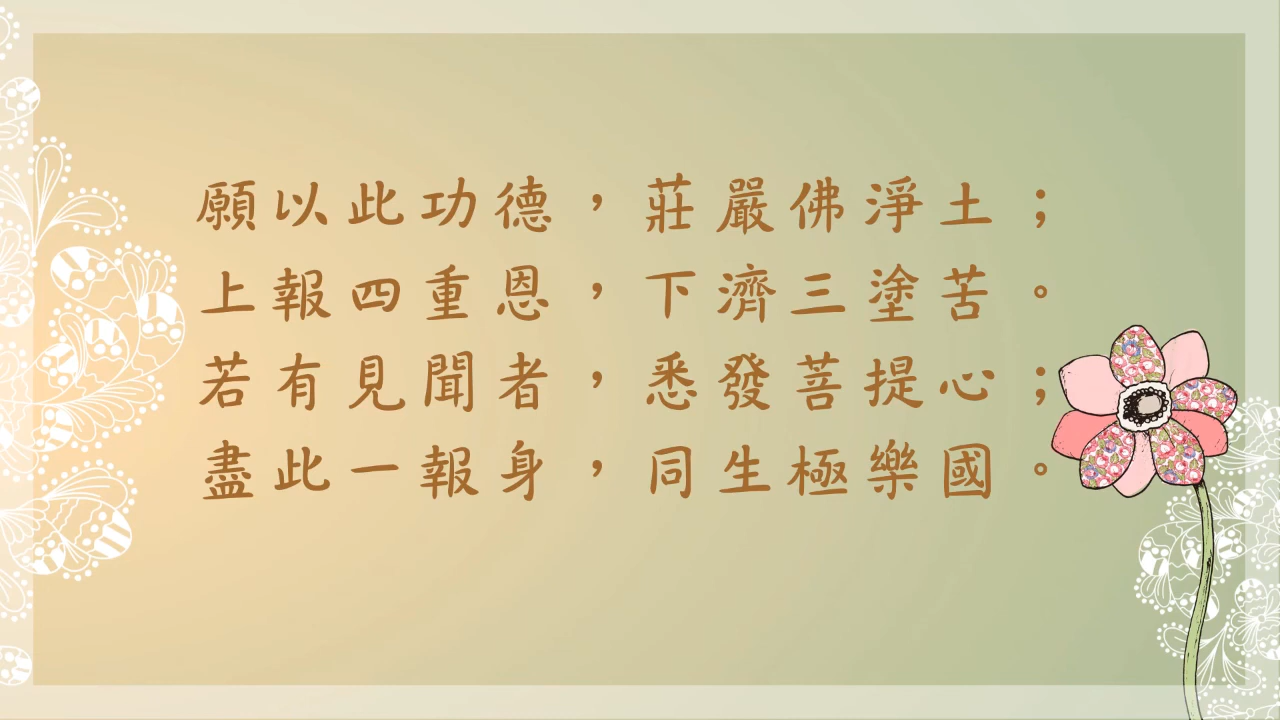 願以此功德，莊嚴佛淨土；
上報四重恩，下濟三塗苦。
若有見聞者，悉發菩提心；
盡此一報身，同生極樂國。